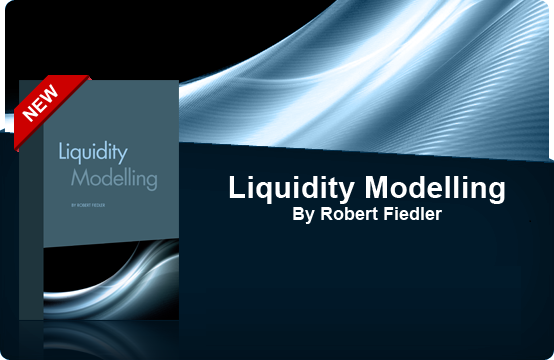 NEW
Liquidity
Modelling
BY ROBERT FIEDLER
Liquidity Modelling
By Robert Fiedler